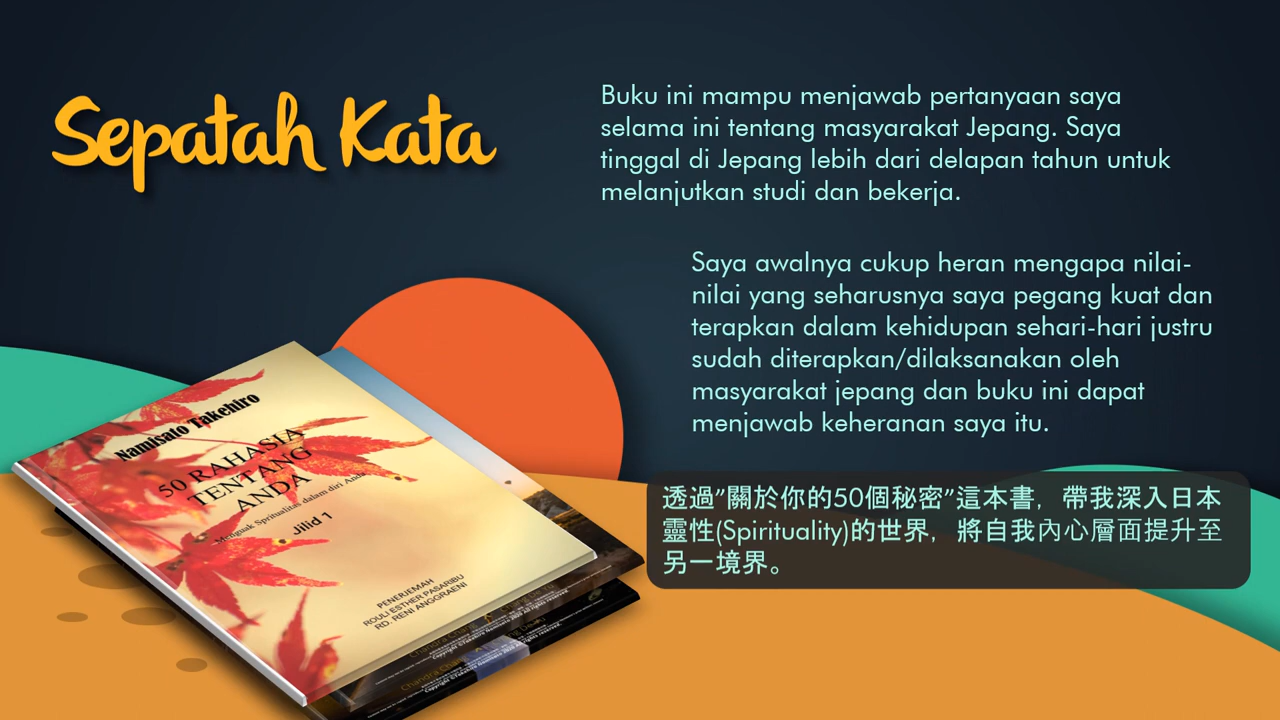 Sepatah Kata
Buku ini mampu menjawab pertanyaan saya
selama ini tentang masyarakat Jepang. Saya
tinggal di Jepang lebih dari delapan tahun untuk
melanjutkan studi dan bekerja.
Saya awalnya cukup heran mengapa nilai-
nilai yang seharusnya saya pegang kuat dan
terapkan dalam kehidupan sehari-hari justru
sudah diterapkan/dilaksanakan oleh
masyarakat jepang dan buku ini dapat
menjawab keheranan saya itu.
透過”關於你的50個秘密”這本書，帶我深入日本
靈性(Spirituality)的世界，將自我內心層面提升至
另一境界。
Namisato Takehiro
50 RAHASIA
TENTANG
ANDA
Menguak Spritualitas dalam diri Anda
Jilid 1
PENERJEMAH
ROULI ESTHER PASARIBU
RD. RENI ANGGRAENI